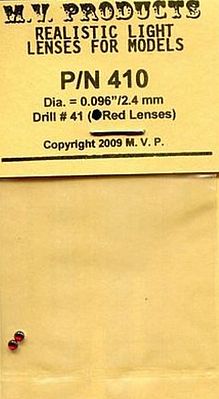 M.V. PRODUCTS
REALISTIC LIGHT
LENSES FOR MODELS
P/N 410
Dia. = 0.096"/2.4 mm
Drill # 41 (●Red Lenses)
Copyright 2009 M. V. P.